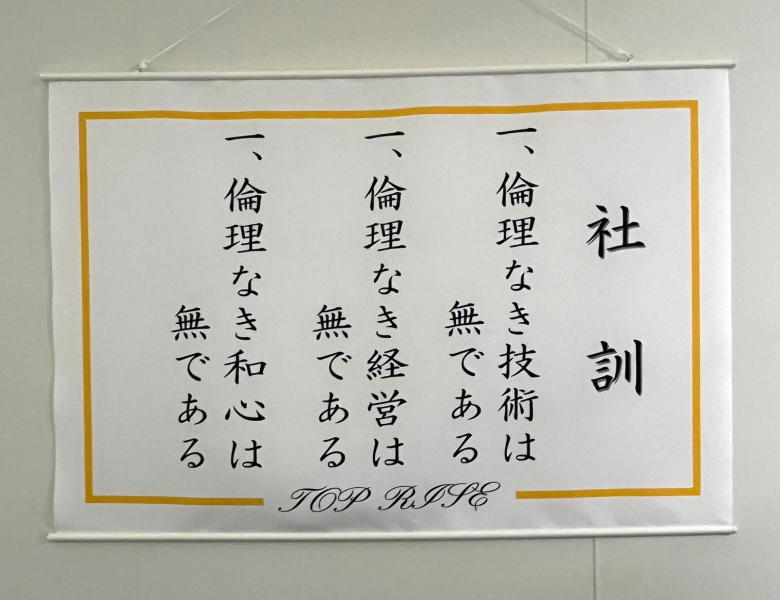 社訓
一、倫理なき技術は
無である
一、倫理なき経営は
無である
一、倫理なき和心は
無である
TOP RISE